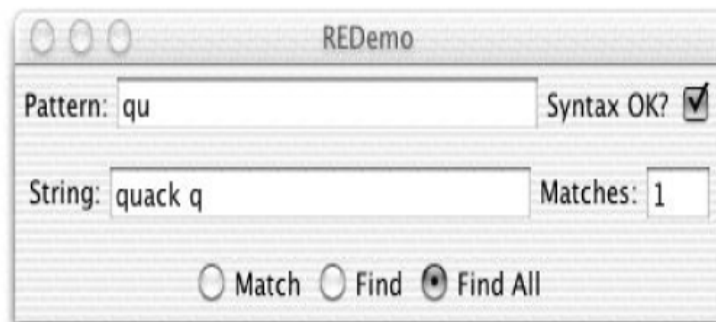 REDemo
Pattern: qu Syntax OK?
String: quack q Matches: 1
Match Find Find All